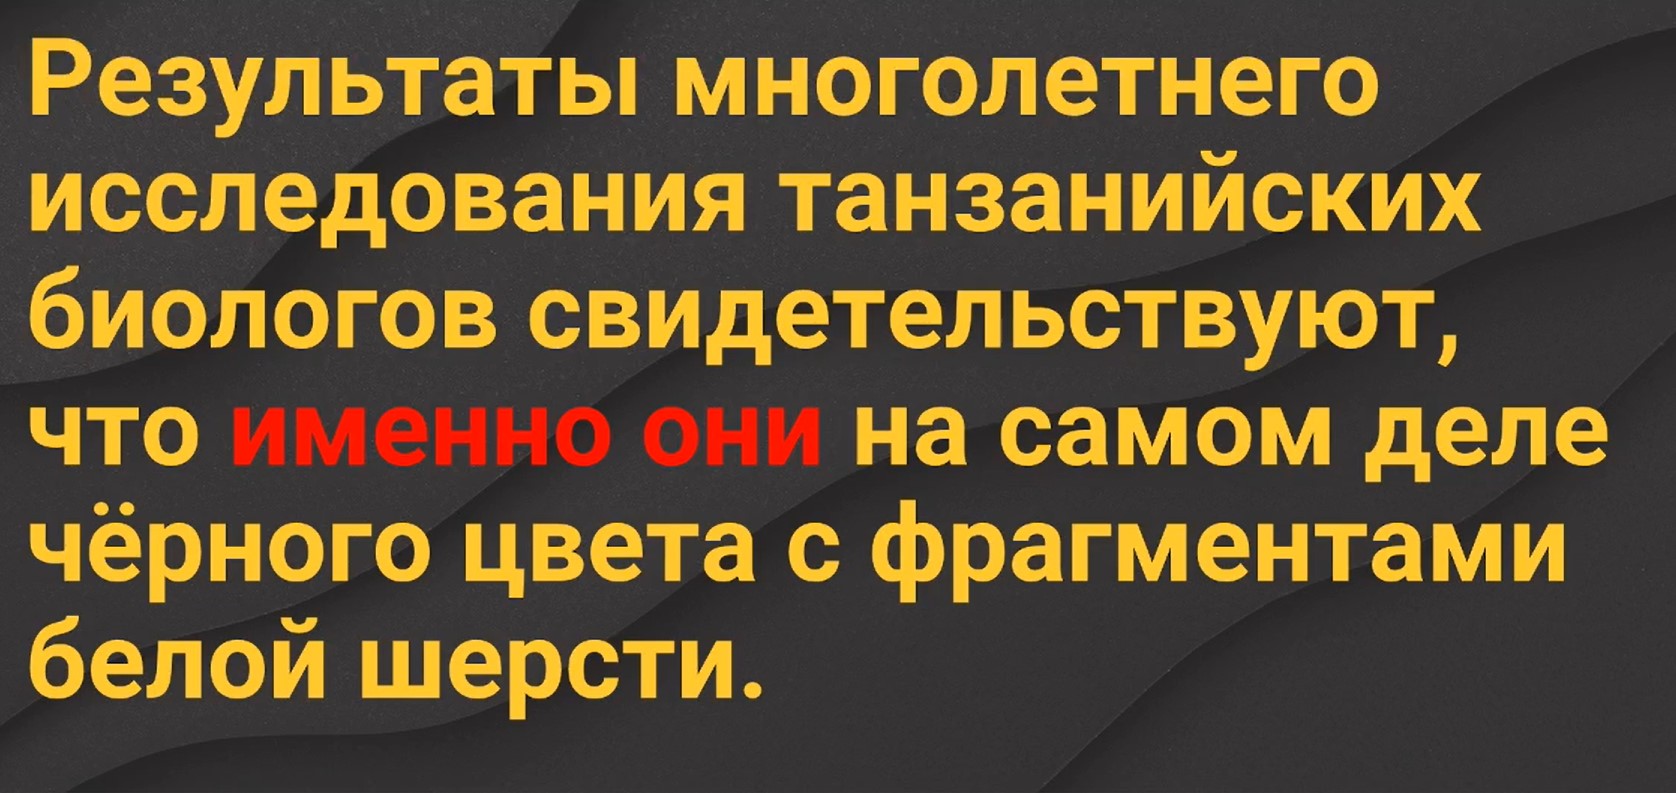 Результаты многолетнего
исследования танзанийских
биологов свидетельствуют,
что именно они на самом деле
чёрного цвета с фрагментами
белой шерсти.